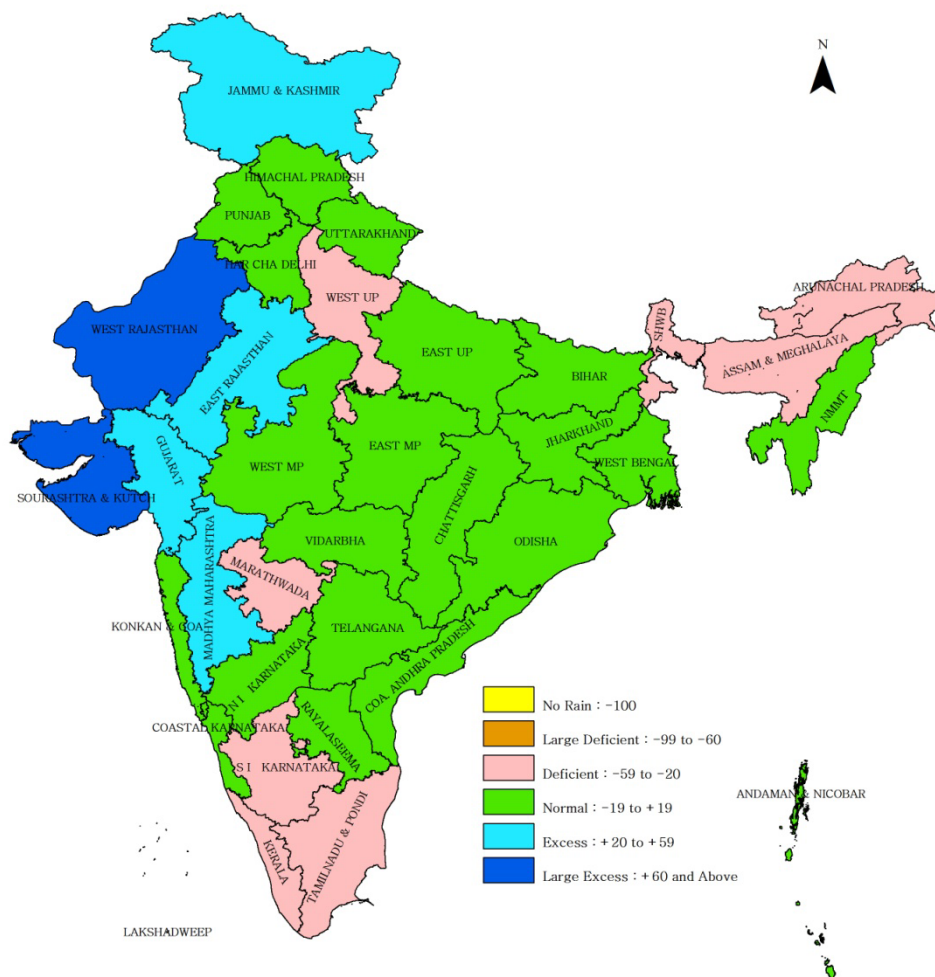 N
JAMMU & KASHMIR
HIMACHAL PRADESH
PUNJAB
UTTARAKHAND
HAR CHA DELHI
WEST UP
ARUNACHAL PRADESH
WEST RAJASTHAN
SHWB
ASSAM & MEGHALAYA
EAST RAJASTHAN
EAST UP
BIHAR
NMMT
JHARKHAND
GUJARAT
WEST MP
EAST MP
WEST BENGAL
SOURASHTRA & KUTCH
CHATTISGARH
VIDARBHA
ODISHA
MADHYA MAHARASHTRA
MARATHWADA
KONKAN & GOA
TELANGANA
COA. ANDHRA PRADESH
N I KARNATAKA
COASTAL KARNATAKA
RAYALASEEMA
S I KARNATAKA
KERALA
TAMILNADU & PONDI
ANDAMAN & NICOBAR
LAKSHADWEEP
No Rain : -100
Large Deficient : -99 to -60
Deficient : -59 to -20
Normal : -19 to +19
Excess : +20 to +59
Large Excess : +60 and Above